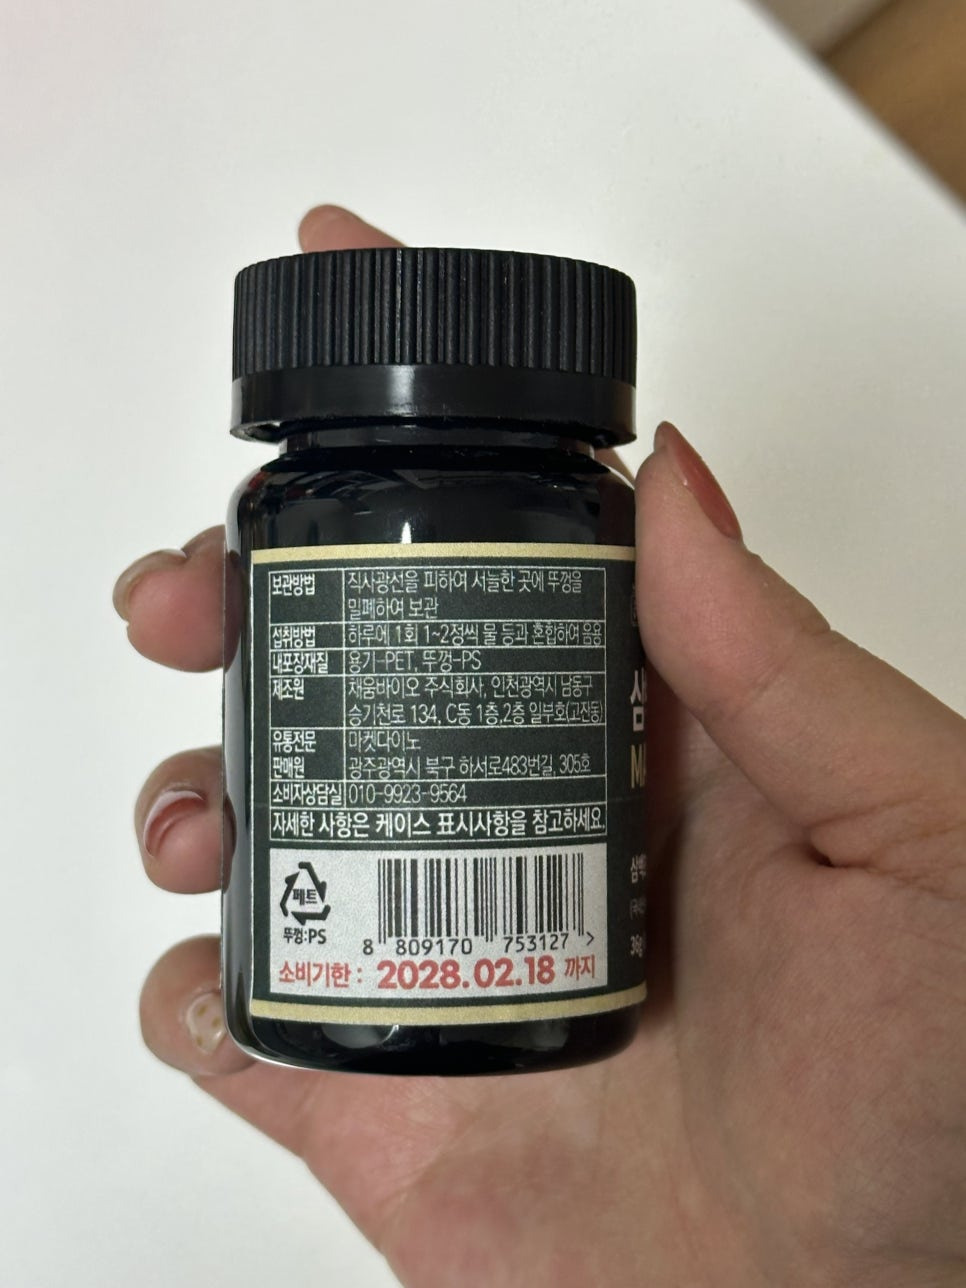 보관방법 직사광선을 피하여 서늘한 곳에 뚜껑을
밀폐하여 보관
섭취방법 하루에 1회 1~2정씩 물 등과 혼합하여 음용
내포장재질 용기-PET, 뚜껑-PS
제조원 채움바이오 주식회사, 인천광역시 남동구
승기천로 134, C동 1층,2층 일부호(고잔동)
유통전문 마켓다이노
판매원 광주광역시 북구 하서로483번길, 305호
소비자상담실 010-9923-9564
자세한 사항은 케이스 표시사항을 참고하세요.
페트
뚜껑:PS
8 809170 753127 >
소비기한 : 2028.02.18 까지